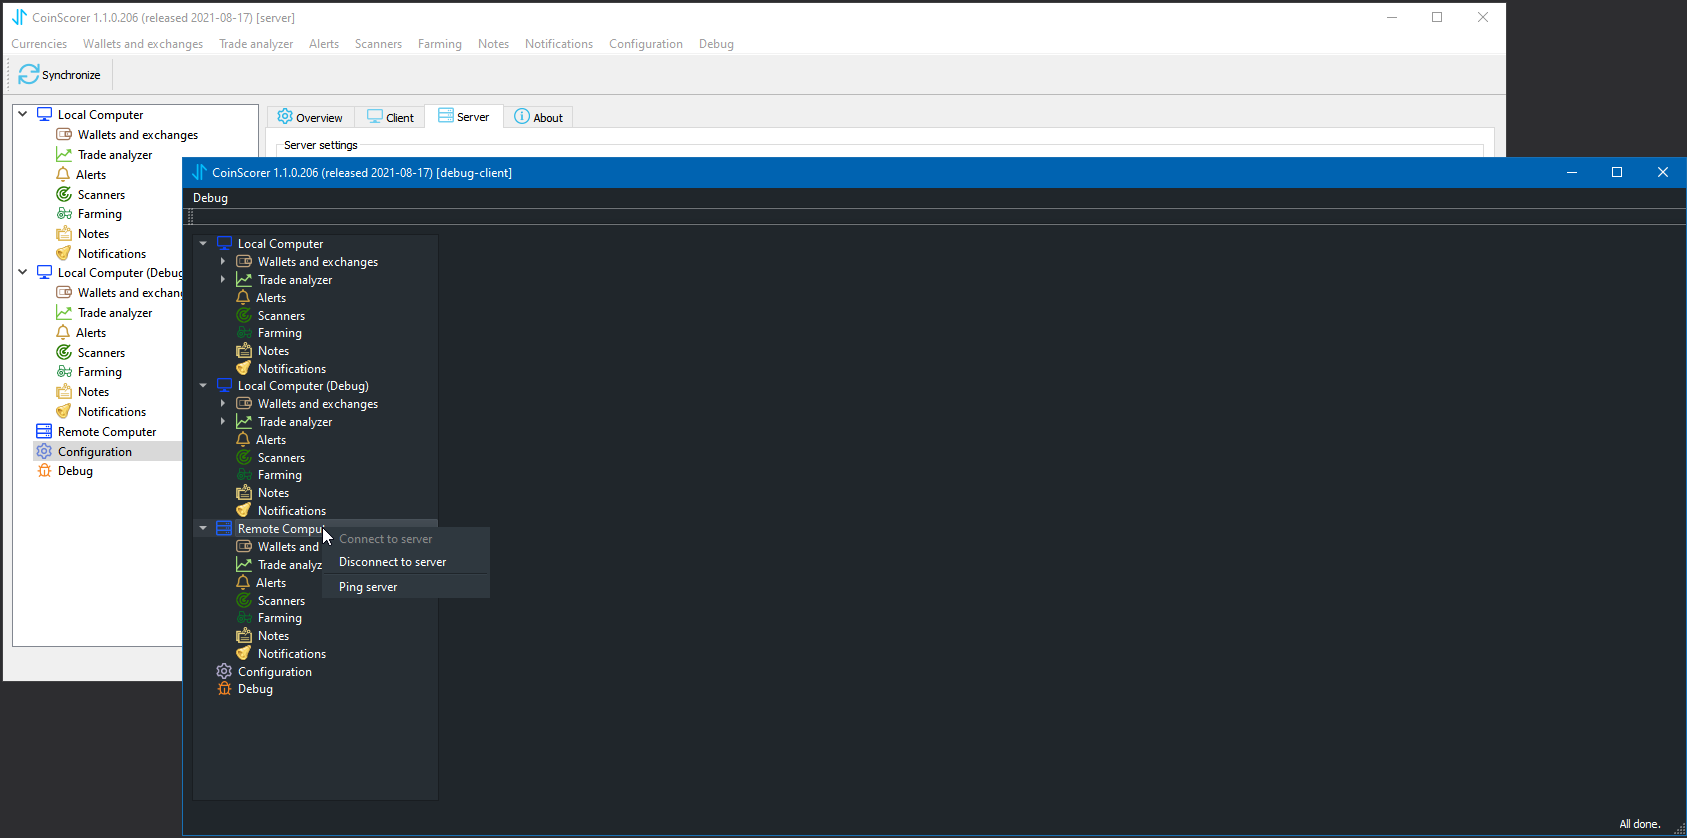 CoinScorer 1.1.0.206 (released 2021-08-17) [server]
Currencies Wallets and exchanges Trade analyzer Alerts Scanners Farming Notes Notifications Configuration Debug
Synchronize
Local Computer
Wallets and exchanges
Trade analyzer
Alerts
Scanners
Farming
Notes
Notifications
Local Computer (Debug
Wallets and exchan
Trade analyzer
Alerts
Scanners
Farming
Notes
Notifications
Remote Computer
Configuration
Debug
Overview Client Server About
Server settings
CoinScorer 1.1.0.206 (released 2021-08-17) [debug-client]
Debug
Local Computer
Wallets and exchanges
Trade analyzer
Alerts
Scanners
Farming
Notes
Notifications
Local Computer (Debug)
Wallets and exchanges
Trade analyzer
Alerts
Scanners
Farming
Notes
Notifications
Remote Compu
Wallets and
Trade analyz
Alerts
Scanners
Farming
Notes
Notifications
Configuration
Debug
Connect to server
Disconnect to server
Ping server
All done.